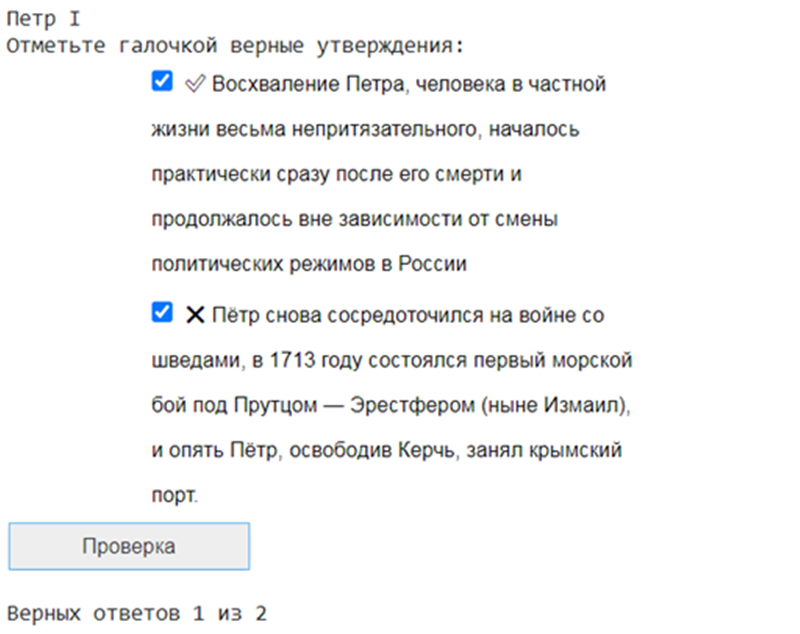 Петр I
Отметьте галочкой верные утверждения:
Восхваление Петра, человека в частной
жизни весьма непритязательного, началось
практически сразу после его смерти и
продолжалось вне зависимости от смены
политических режимов в России
Пётр снова сосредоточился на войне со
шведами, в 1713 году состоялся первый морской
бой под Прутцом — Эрестфером (ныне Измаил),
и опять Пётр, освободив Керчь, занял крымский
порт.
Проверка
Верных ответов 1 из 2